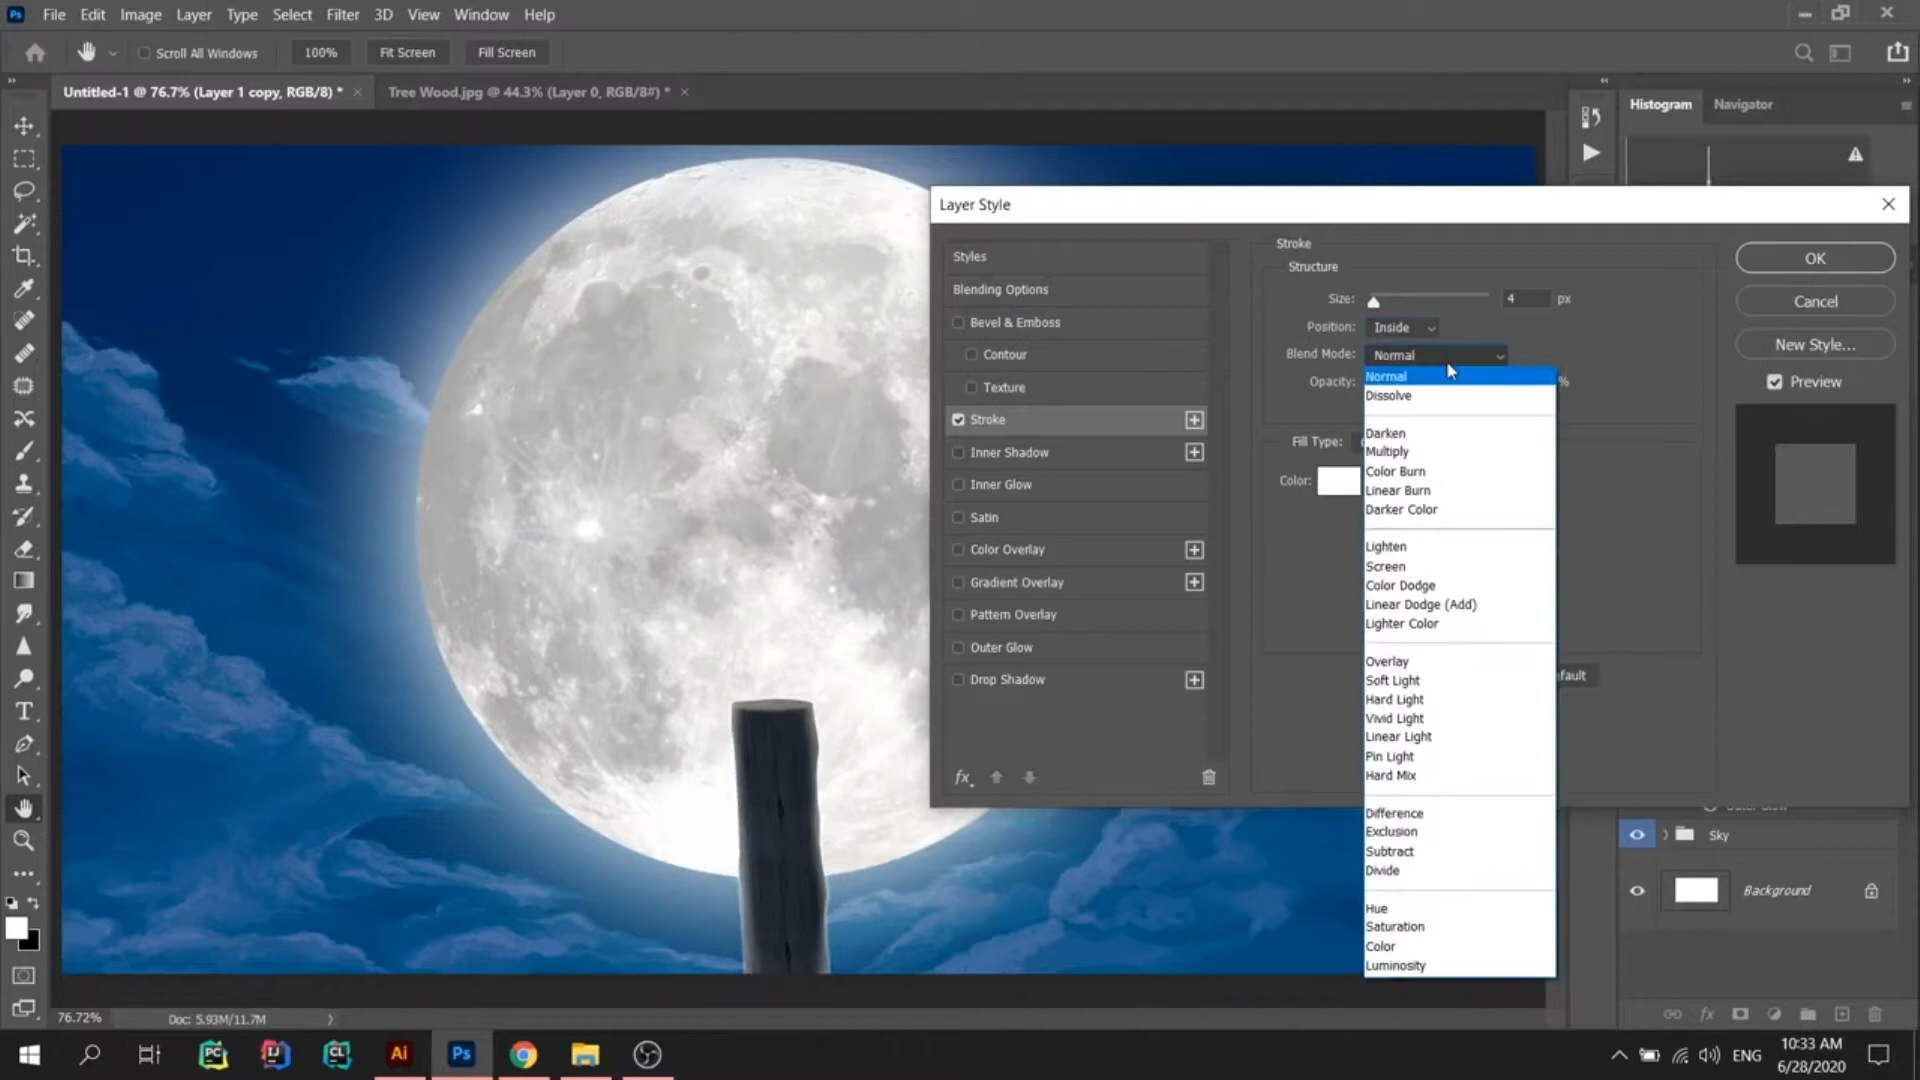 Ps File Edit Image Layer Type Select Filter 3D View Window Help
Scroll All Windows 100% Fit Screen Fill Screen
Untitled-1 @ 76.7% (Layer 1 copy, RGB/8) * × Tree Wood.jpg @ 44.3% (Layer 0, RGB/8#) * ×
Histogram Navigator
Layer Style
Styles
Blending Options
Bevel & Emboss
Contour
Texture
Stroke
Inner Shadow
Inner Glow
Satin
Color Overlay
Gradient Overlay
Pattern Overlay
Outer Glow
Drop Shadow
fx
Stroke
Structure
Size: 4 px
Position: Inside
Blend Mode: Normal
Opacity: %
Fill Type:
Color:
Normal
Dissolve
Darken
Multiply
Color Burn
Linear Burn
Darker Color
Lighten
Screen
Color Dodge
Linear Dodge (Add)
Lighter Color
Overlay
Soft Light
Hard Light
Vivid Light
Linear Light
Pin Light
Hard Mix
Difference
Exclusion
Subtract
Divide
Hue
Saturation
Color
Luminosity
OK
Cancel
New Style...
Preview
Sky
Background
fx
76.72% Doc: 5.93M/11.7M
PC IJ CL Ai Ps
ENG
10:33 AM
6/28/2020